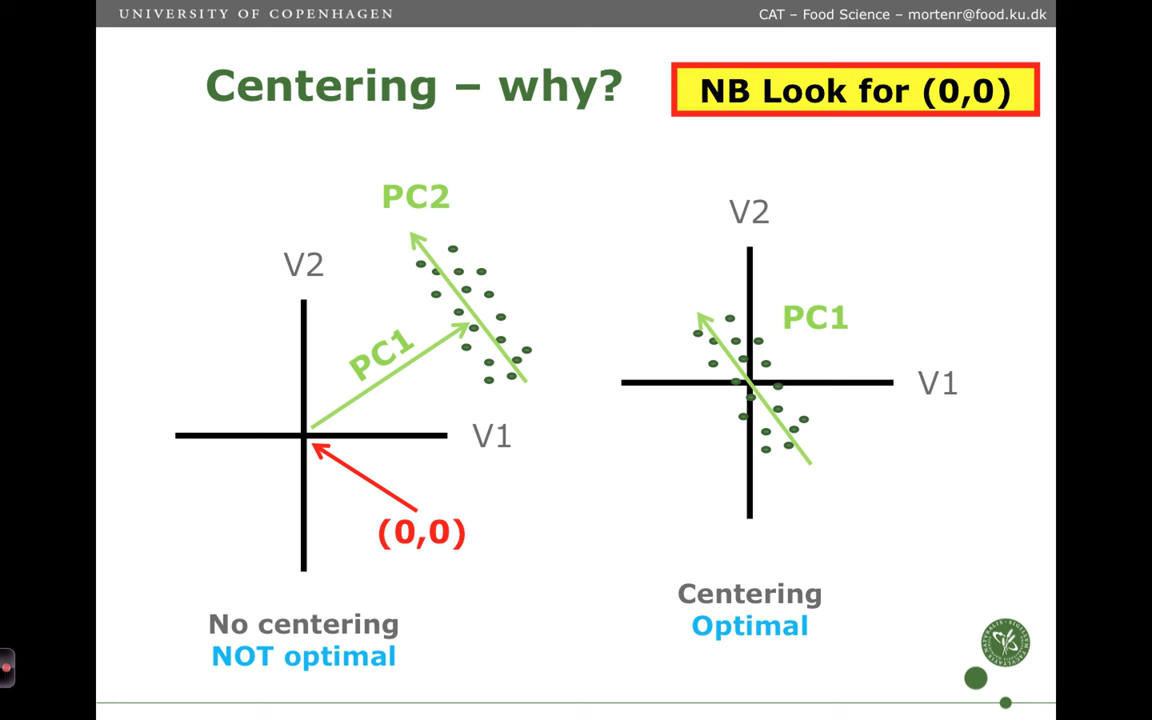 UNIVERSITY OF COPENHAGEN
CAT – Food Science – mortenr@food.ku.dk
Centering – why?
NB Look for (0,0)
PC2
V2
PC1
V1
(0,0)
No centering
NOT optimal
V2
PC1
V1
Centering
Optimal